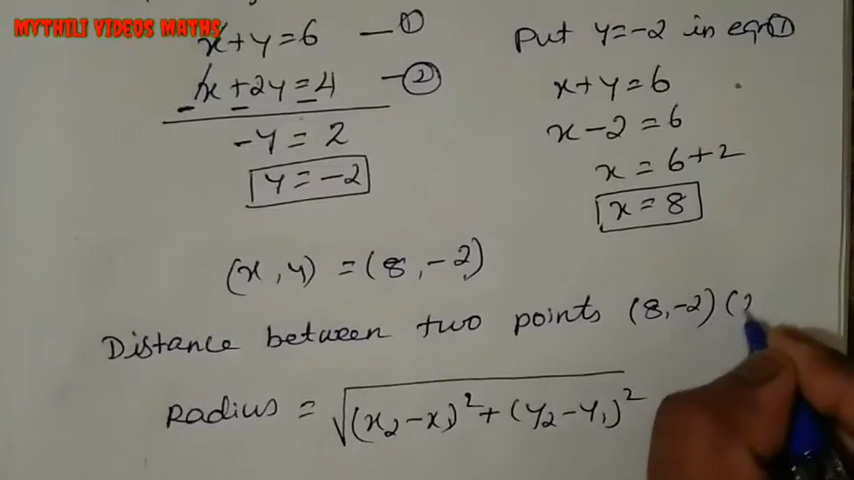 MYTHILI VIDEOS MATHS
x+y=6 — ①
x+2y=4 — ②
-y = 2
y = -2
Put y=-2 in eqn①
x+y=6
x-2=6
x = 6+2
x = 8
(x,y) = (8,-2)
Distance between two points (8,-2) (
Radius = √(x₂-x₁)²+(y₂-y₁)²